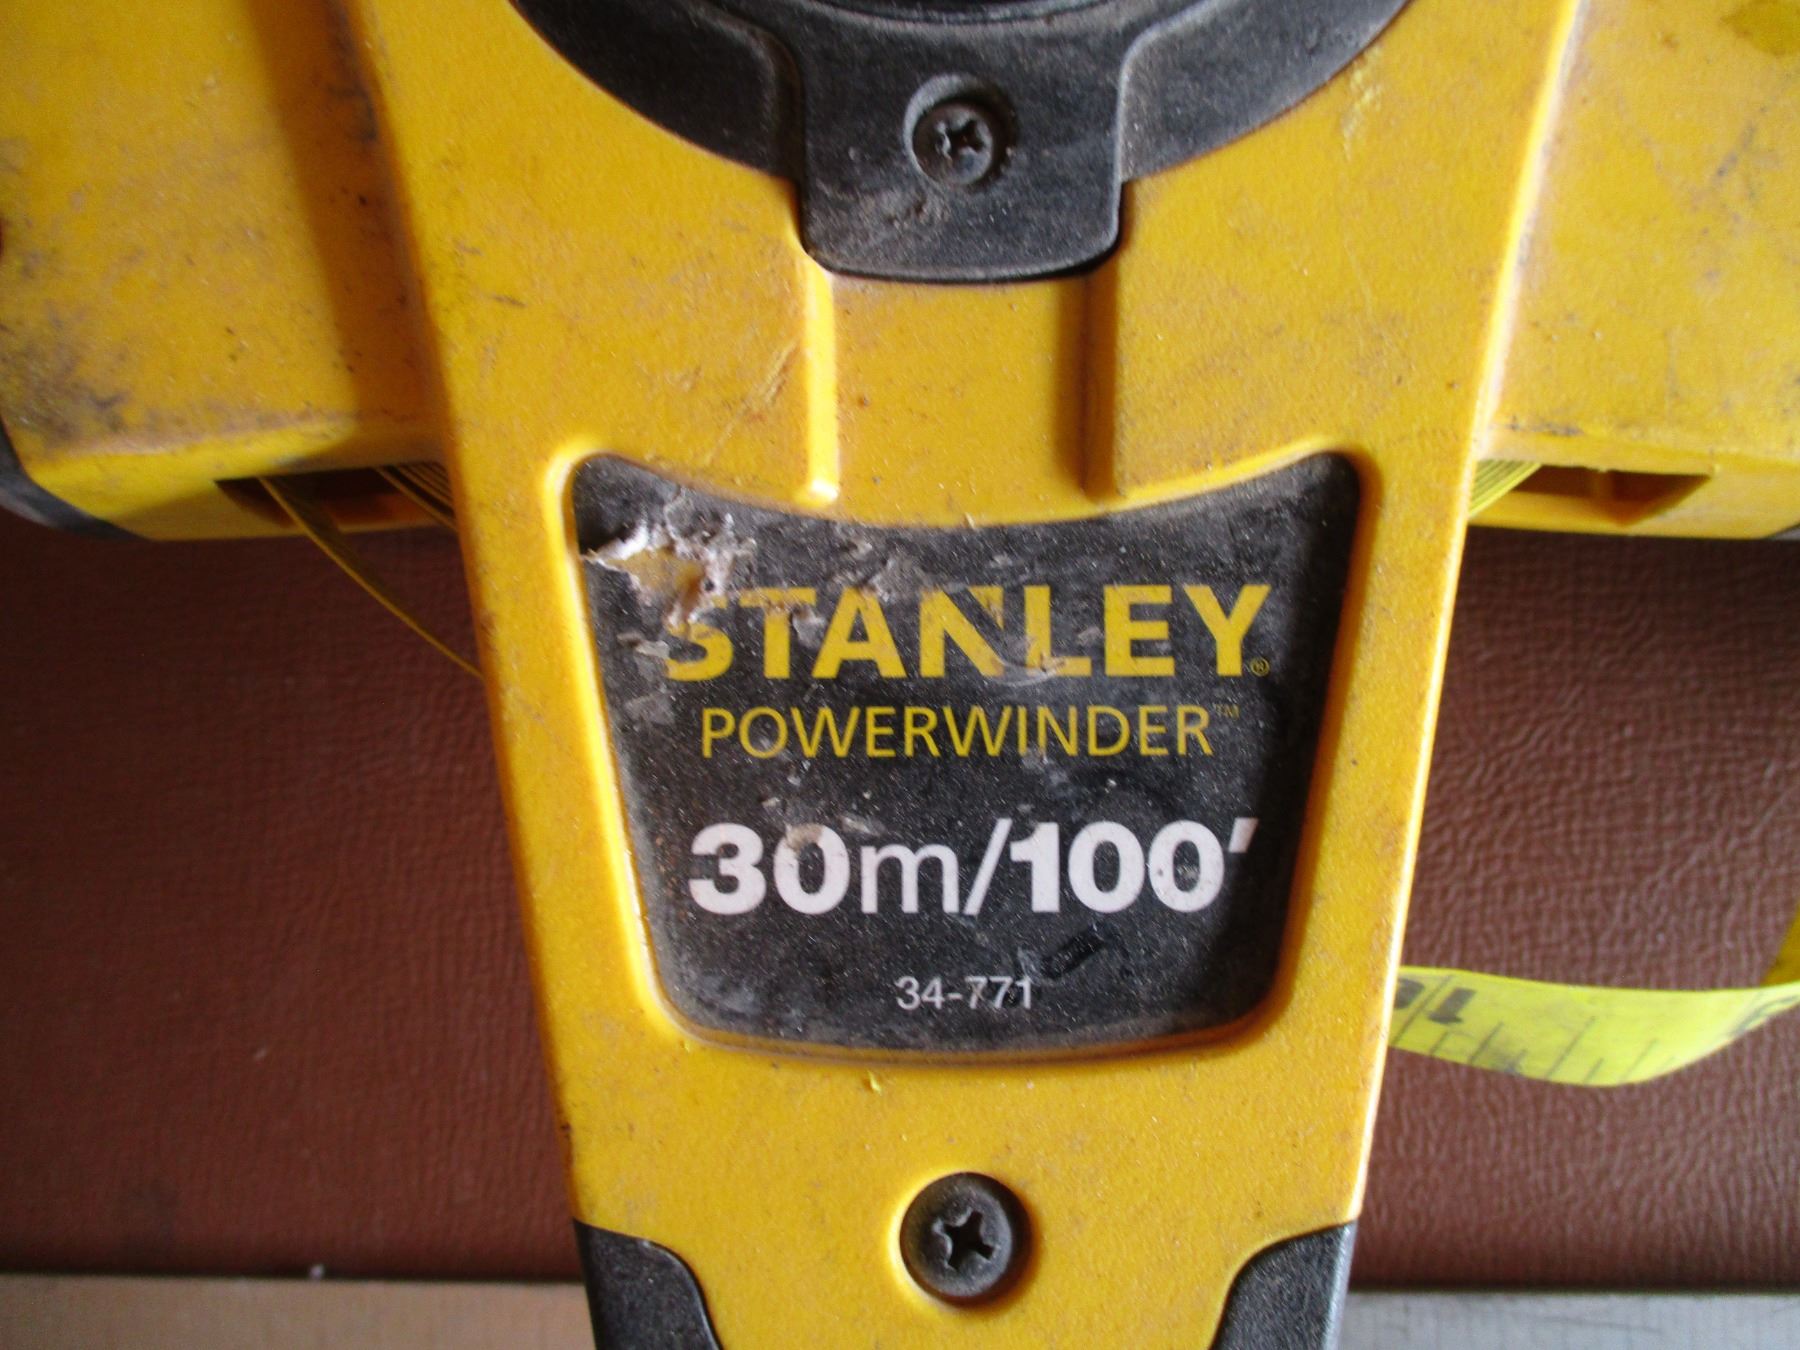 STANLEY®
POWERWINDER™
30m/100'
34-771